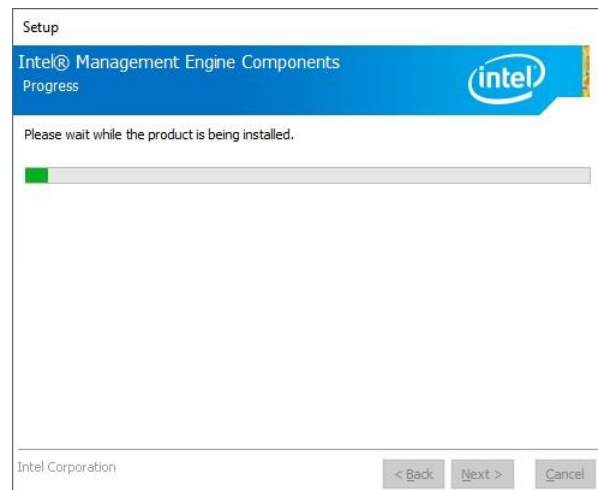 Setup
Intel® Management Engine Components
Progress
intel
Please wait while the product is being installed.
Intel Corporation
< Back
Next >
Cancel